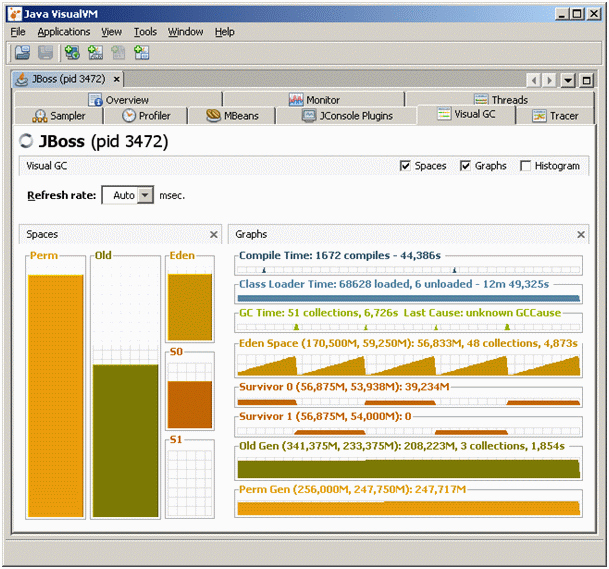 Java VisualVM
File Applications View Tools Window Help
JBoss (pid 3472)
Overview Monitor Threads
Sampler Profiler MBeans JConsole Plugins Visual GC Tracer
JBoss (pid 3472)
Visual GC Spaces Graphs Histogram
Refresh rate: Auto msec.
Spaces Graphs
Perm Old Eden
S0
S1
Compile Time: 1672 compiles - 44,386s
Class Loader Time: 68628 loaded, 6 unloaded - 12m 49,325s
GC Time: 51 collections, 6,726s Last Cause: unknown GCCause
Eden Space (170,500M, 59,250M): 56,833M, 48 collections, 4,873s
Survivor 0 (56,875M, 53,938M): 39,234M
Survivor 1 (56,875M, 54,000M): 0
Old Gen (341,375M, 233,375M): 208,223M, 3 collections, 1,854s
Perm Gen (256,000M, 247,750M): 247,717M